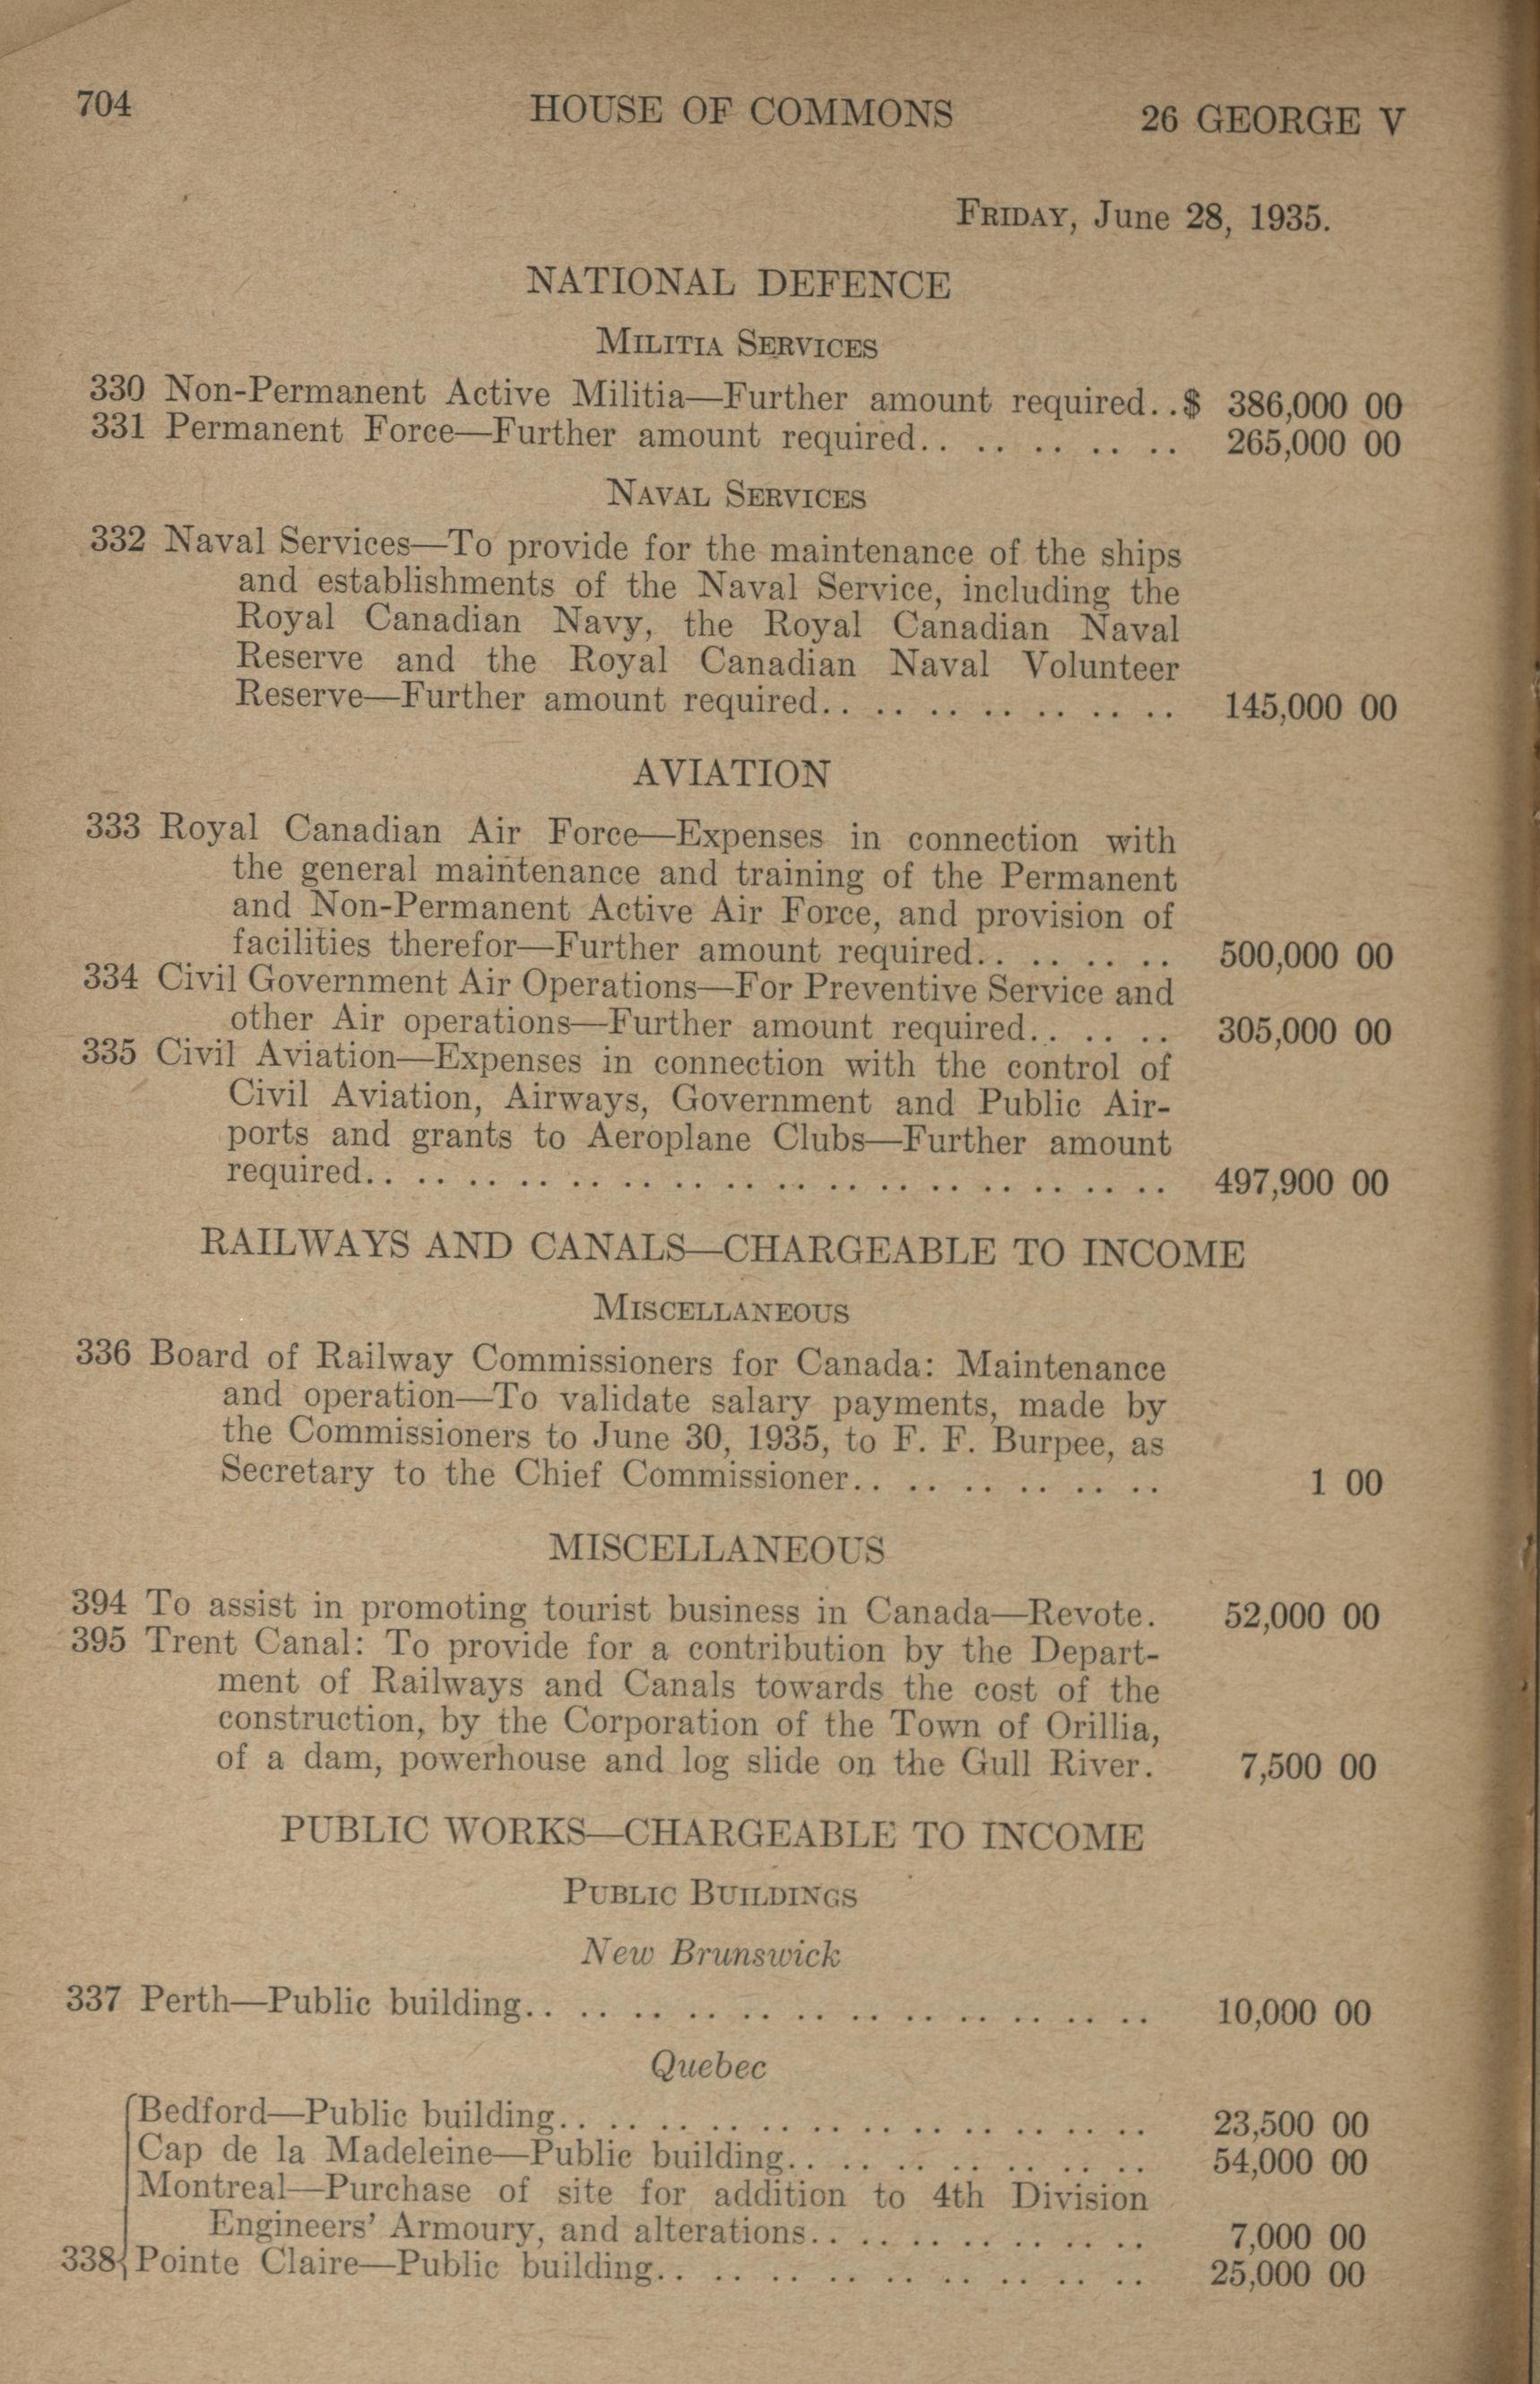 704 HOUSE OF COMMONS 26 GEORGE V
FRIDAY, June 28, 1935.
NATIONAL DEFENCE
MILITIA SERVICES
330 Non-Permanent Active Militia—Further amount required. .$ 386,000 00
331 Permanent Force—Further amount required. . . . . . . . . . . 265,000 00
NAVAL SERVICES
332 Naval Services—To provide for the maintenance of the ships
and establishments of the Naval Service, including the
Royal Canadian Navy, the Royal Canadian Naval
Reserve and the Royal Canadian Naval Volunteer
Reserve—Further amount required. . . . . . . . . . . . . . 145,000 00
AVIATION
333 Royal Canadian Air Force—Expenses in connection with
the general maintenance and training of the Permanent
and Non-Permanent Active Air Force, and provision of
facilities therefor—Further amount required. . . . . . . . 500,000 00
334 Civil Government Air Operations—For Preventive Service and
other Air operations—Further amount required. . . . . . 305,000 00
335 Civil Aviation—Expenses in connection with the control of
Civil Aviation, Airways, Government and Public Air-
ports and grants to Aeroplane Clubs—Further amount
required. . . . . . . . . . . . . . . . . . . . . . . . . . . . . . . . 497,900 00
RAILWAYS AND CANALS—CHARGEABLE TO INCOME
MISCELLANEOUS
336 Board of Railway Commissioners for Canada: Maintenance
and operation—To validate salary payments, made by
the Commissioners to June 30, 1935, to F. F. Burpee, as
Secretary to the Chief Commissioner. . . . . . . . . . . . 1 00
MISCELLANEOUS
394 To assist in promoting tourist business in Canada—Revote. 52,000 00
395 Trent Canal: To provide for a contribution by the Depart-
ment of Railways and Canals towards the cost of the
construction, by the Corporation of the Town of Orillia,
of a dam, powerhouse and log slide on the Gull River. 7,500 00
PUBLIC WORKS—CHARGEABLE TO INCOME
PUBLIC BUILDINGS
New Brunswick
337 Perth—Public building. . . . . . . . . . . . . . . . . . . . . . . . 10,000 00
Quebec
Bedford—Public building. . . . . . . . . . . . . . . . . . . . . . . . 23,500 00
Cap de la Madeleine—Public building. . . . . . . . . . . . . . 54,000 00
Montreal—Purchase of site for addition to 4th Division
Engineers' Armoury, and alterations. . . . . . . . . . . . . . 7,000 00
338{Pointe Claire—Public building. . . . . . . . . . . . . . . . . . 25,000 00